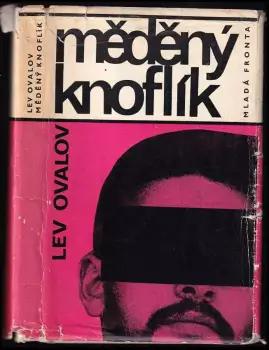 LEV OVALOV
MĚDĚNÝ KNOFLÍK
měděný
knoflík
MLADÁ FRONTA
LEV OVALOV